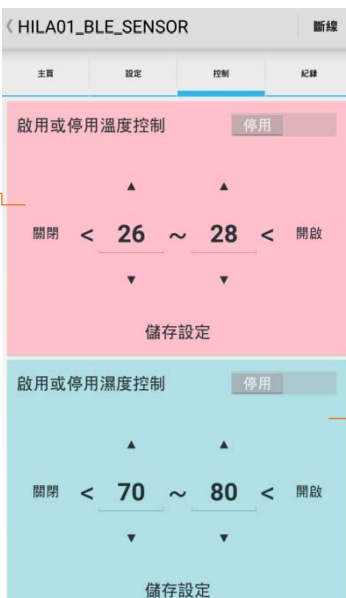 HILA01_BLE_SENSOR 斷線
主頁 設定 控制 紀錄
啟用或停用溫度控制 停用
關閉 < 26 ~ 28 < 開啟
儲存設定
啟用或停用濕度控制 停用
關閉 < 70 ~ 80 < 開啟
儲存設定